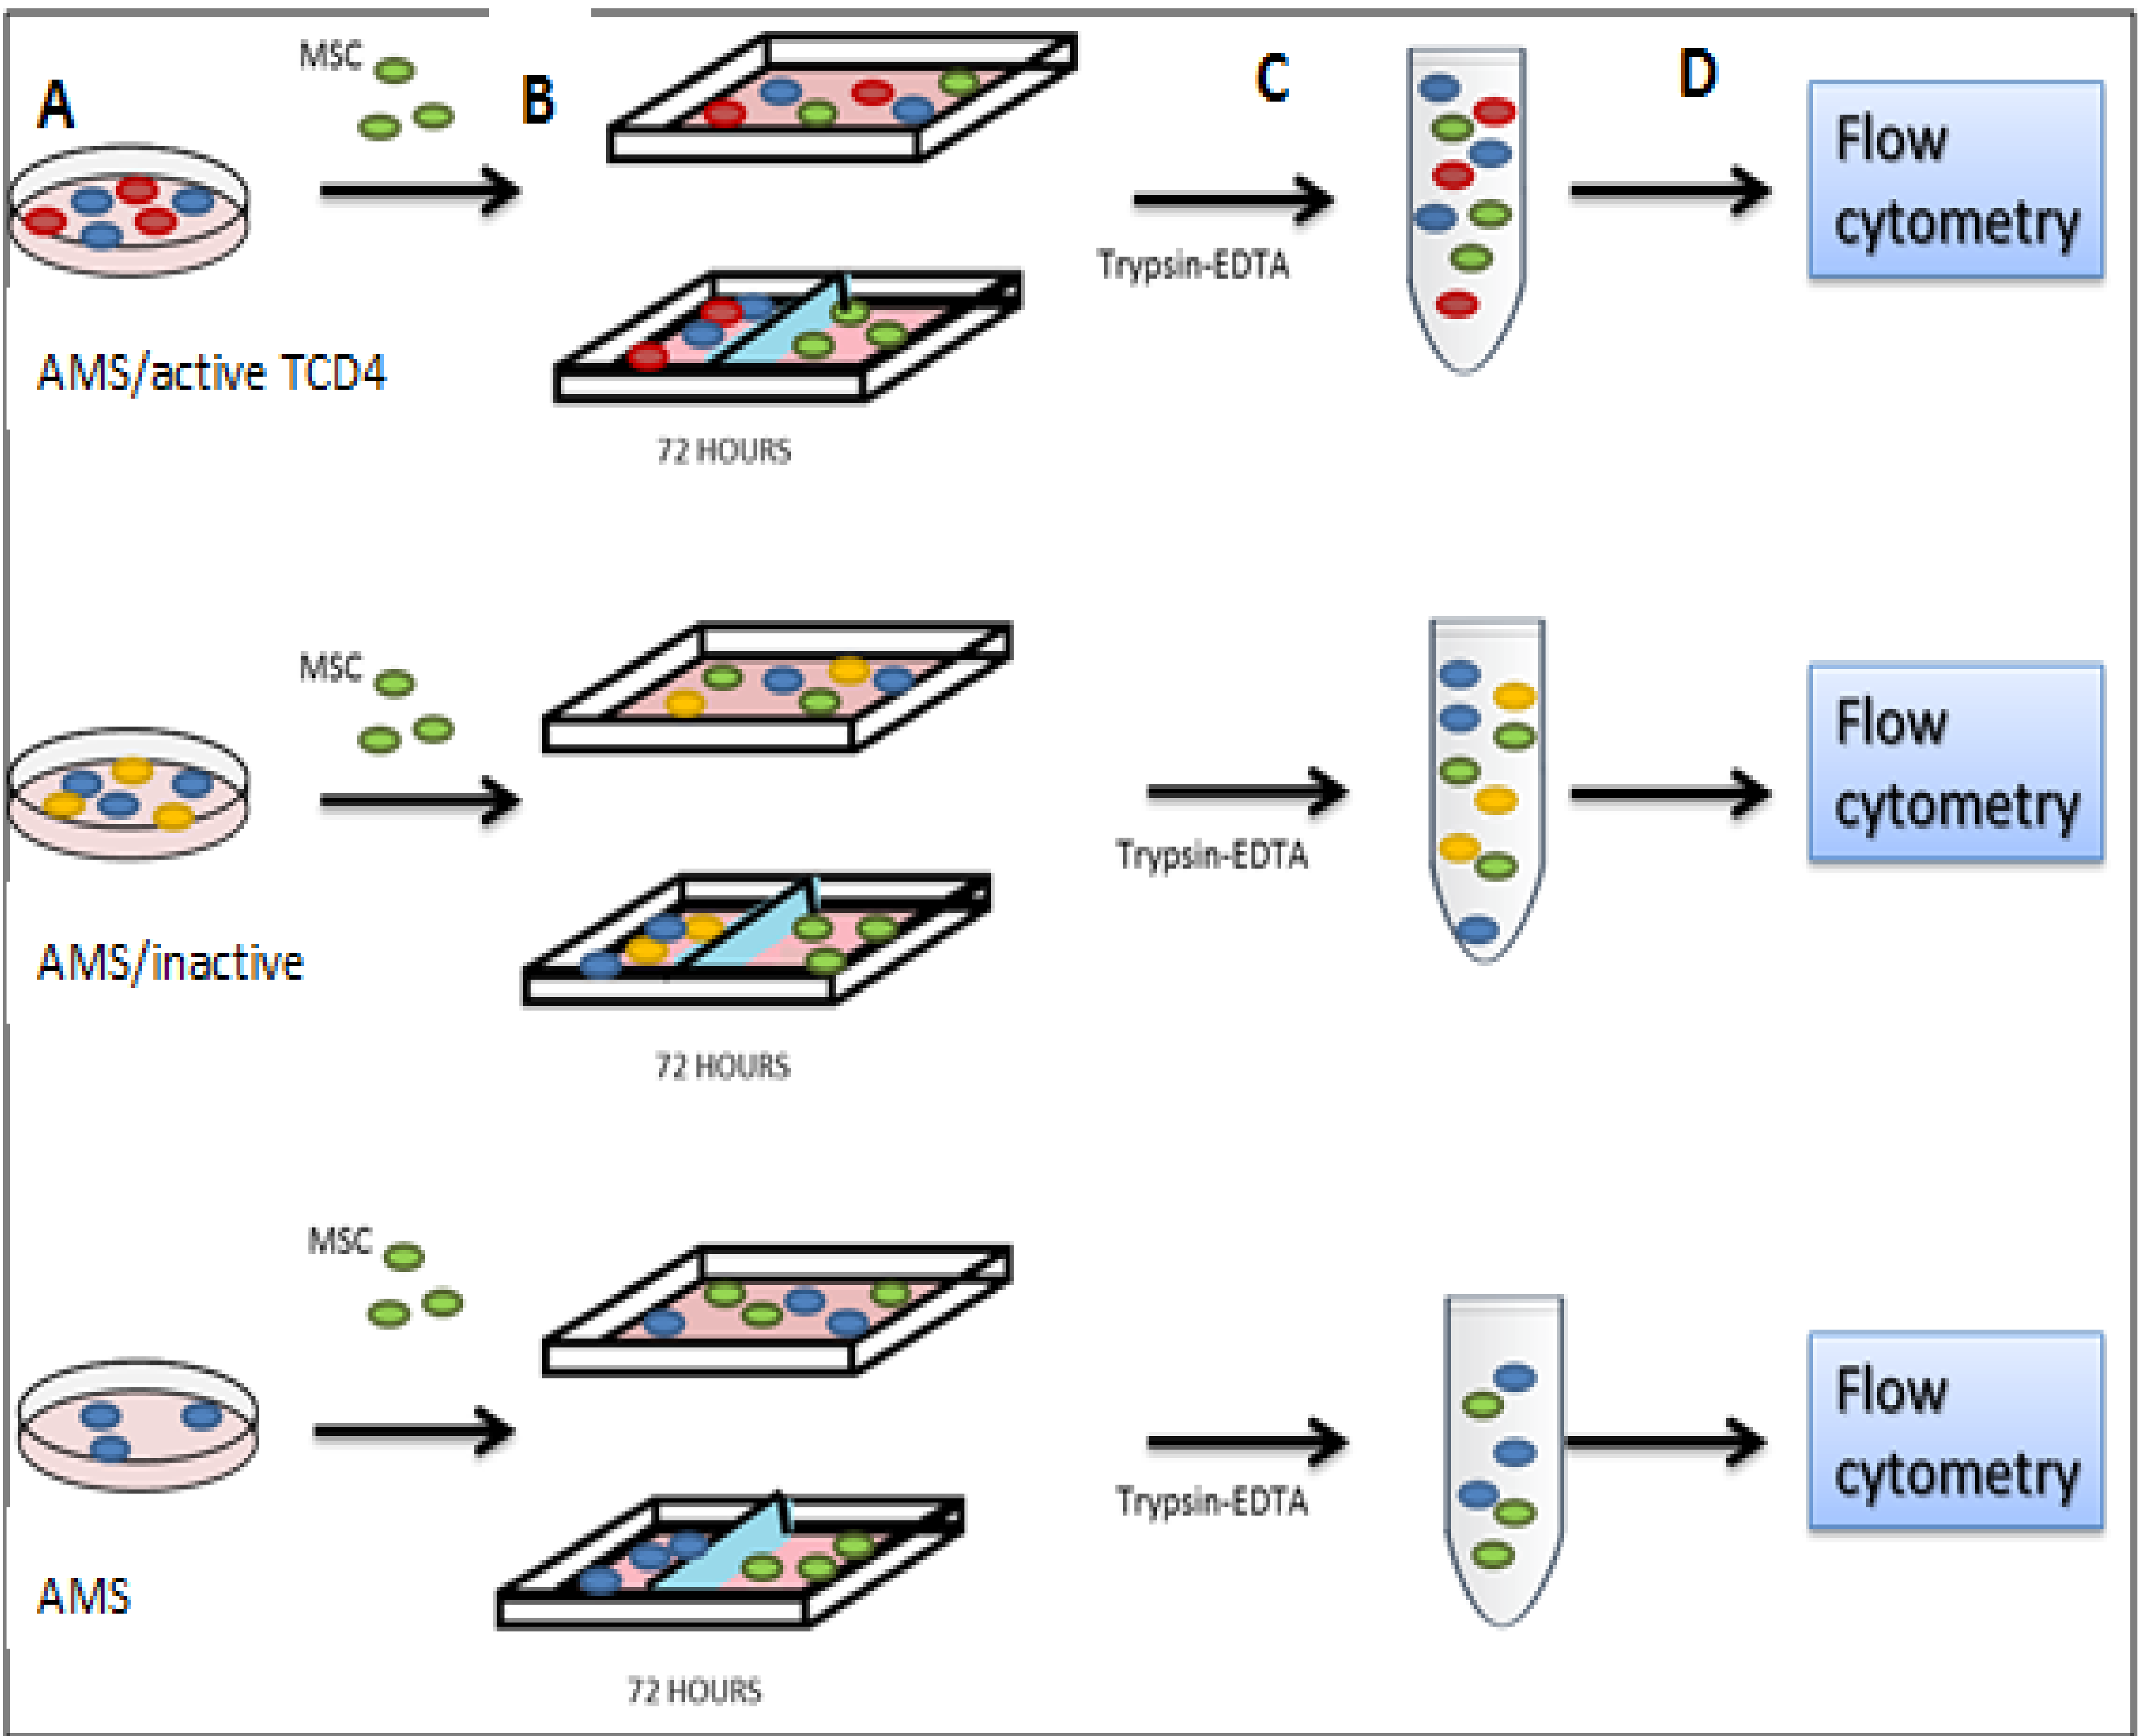 A
MSC
B
C
D
Flow
cytometry
Trypsin-EDTA
AMS/active TCD4
72 HOURS
MSC
Flow
cytometry
Trypsin-EDTA
AMS/inactive
72 HOURS
MSC
Flow
cytometry
Trypsin-EDTA
AMS
72 HOURS